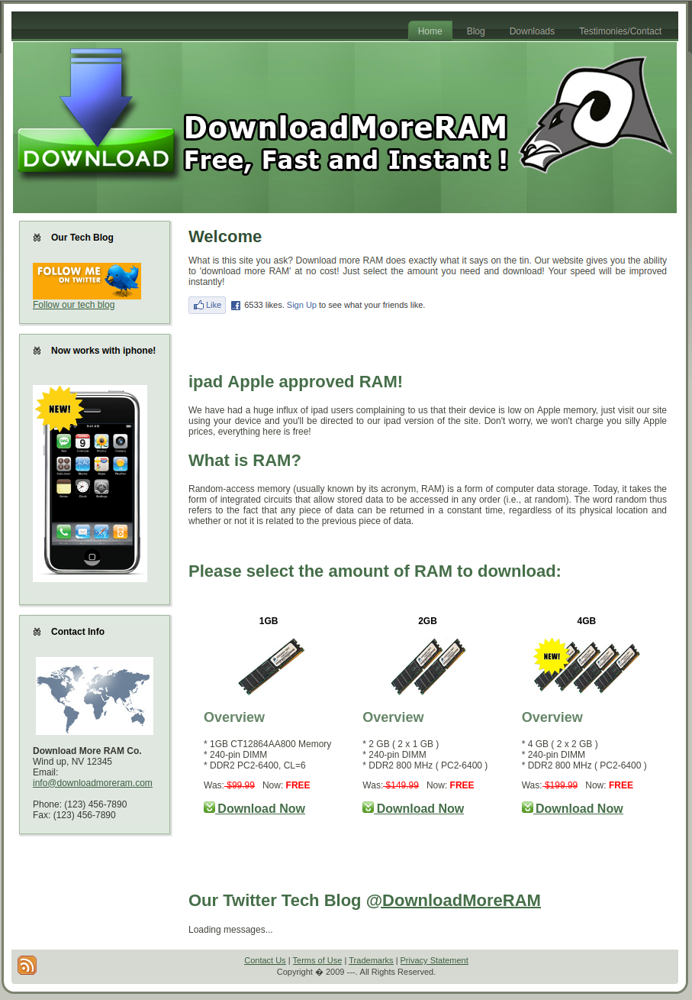 Home Blog Downloads Testimonies/Contact
DOWNLOAD
DownloadMoreRAM
Free, Fast and Instant !
Our Tech Blog
FOLLOW ME
ON TWITTER
Follow our tech blog
Now works with iphone!
NEW!
9:41 AM
Contact Info
Download More RAM Co.
Wind up, NV 12345
Email:
info@downloadmoreram.com
Phone: (123) 456-7890
Fax: (123) 456-7890
Welcome
What is this site you ask? Download more RAM does exactly what it says on the tin. Our website gives you the ability
to 'download more RAM' at no cost! Just select the amount you need and download! Your speed will be improved
instantly!
Like 6533 likes. Sign Up to see what your friends like.
ipad Apple approved RAM!
We have had a huge influx of ipad users complaining to us that their device is low on Apple memory, just visit our site
using your device and you'll be directed to our ipad version of the site. Don't worry, we won't charge you silly Apple
prices, everything here is free!
What is RAM?
Random-access memory (usually known by its acronym, RAM) is a form of computer data storage. Today, it takes the
form of integrated circuits that allow stored data to be accessed in any order (i.e., at random). The word random thus
refers to the fact that any piece of data can be returned in a constant time, regardless of its physical location and
whether or not it is related to the previous piece of data.
Please select the amount of RAM to download:
1GB
Overview
* 1GB CT12864AA800 Memory
* 240-pin DIMM
* DDR2 PC2-6400, CL=6
Was: $99.99 Now: FREE
Download Now
2GB
Overview
* 2 GB ( 2 x 1 GB )
* 240-pin DIMM
* DDR2 800 MHz ( PC2-6400 )
Was: $149.99 Now: FREE
Download Now
4GB
NEW!
Overview
* 4 GB ( 2 x 2 GB )
* 240-pin DIMM
* DDR2 800 MHz ( PC2-6400 )
Was: $199.99 Now: FREE
Download Now
Our Twitter Tech Blog @DownloadMoreRAM
Loading messages...
Contact Us | Terms of Use | Trademarks | Privacy Statement
Copyright � 2009 ---. All Rights Reserved.